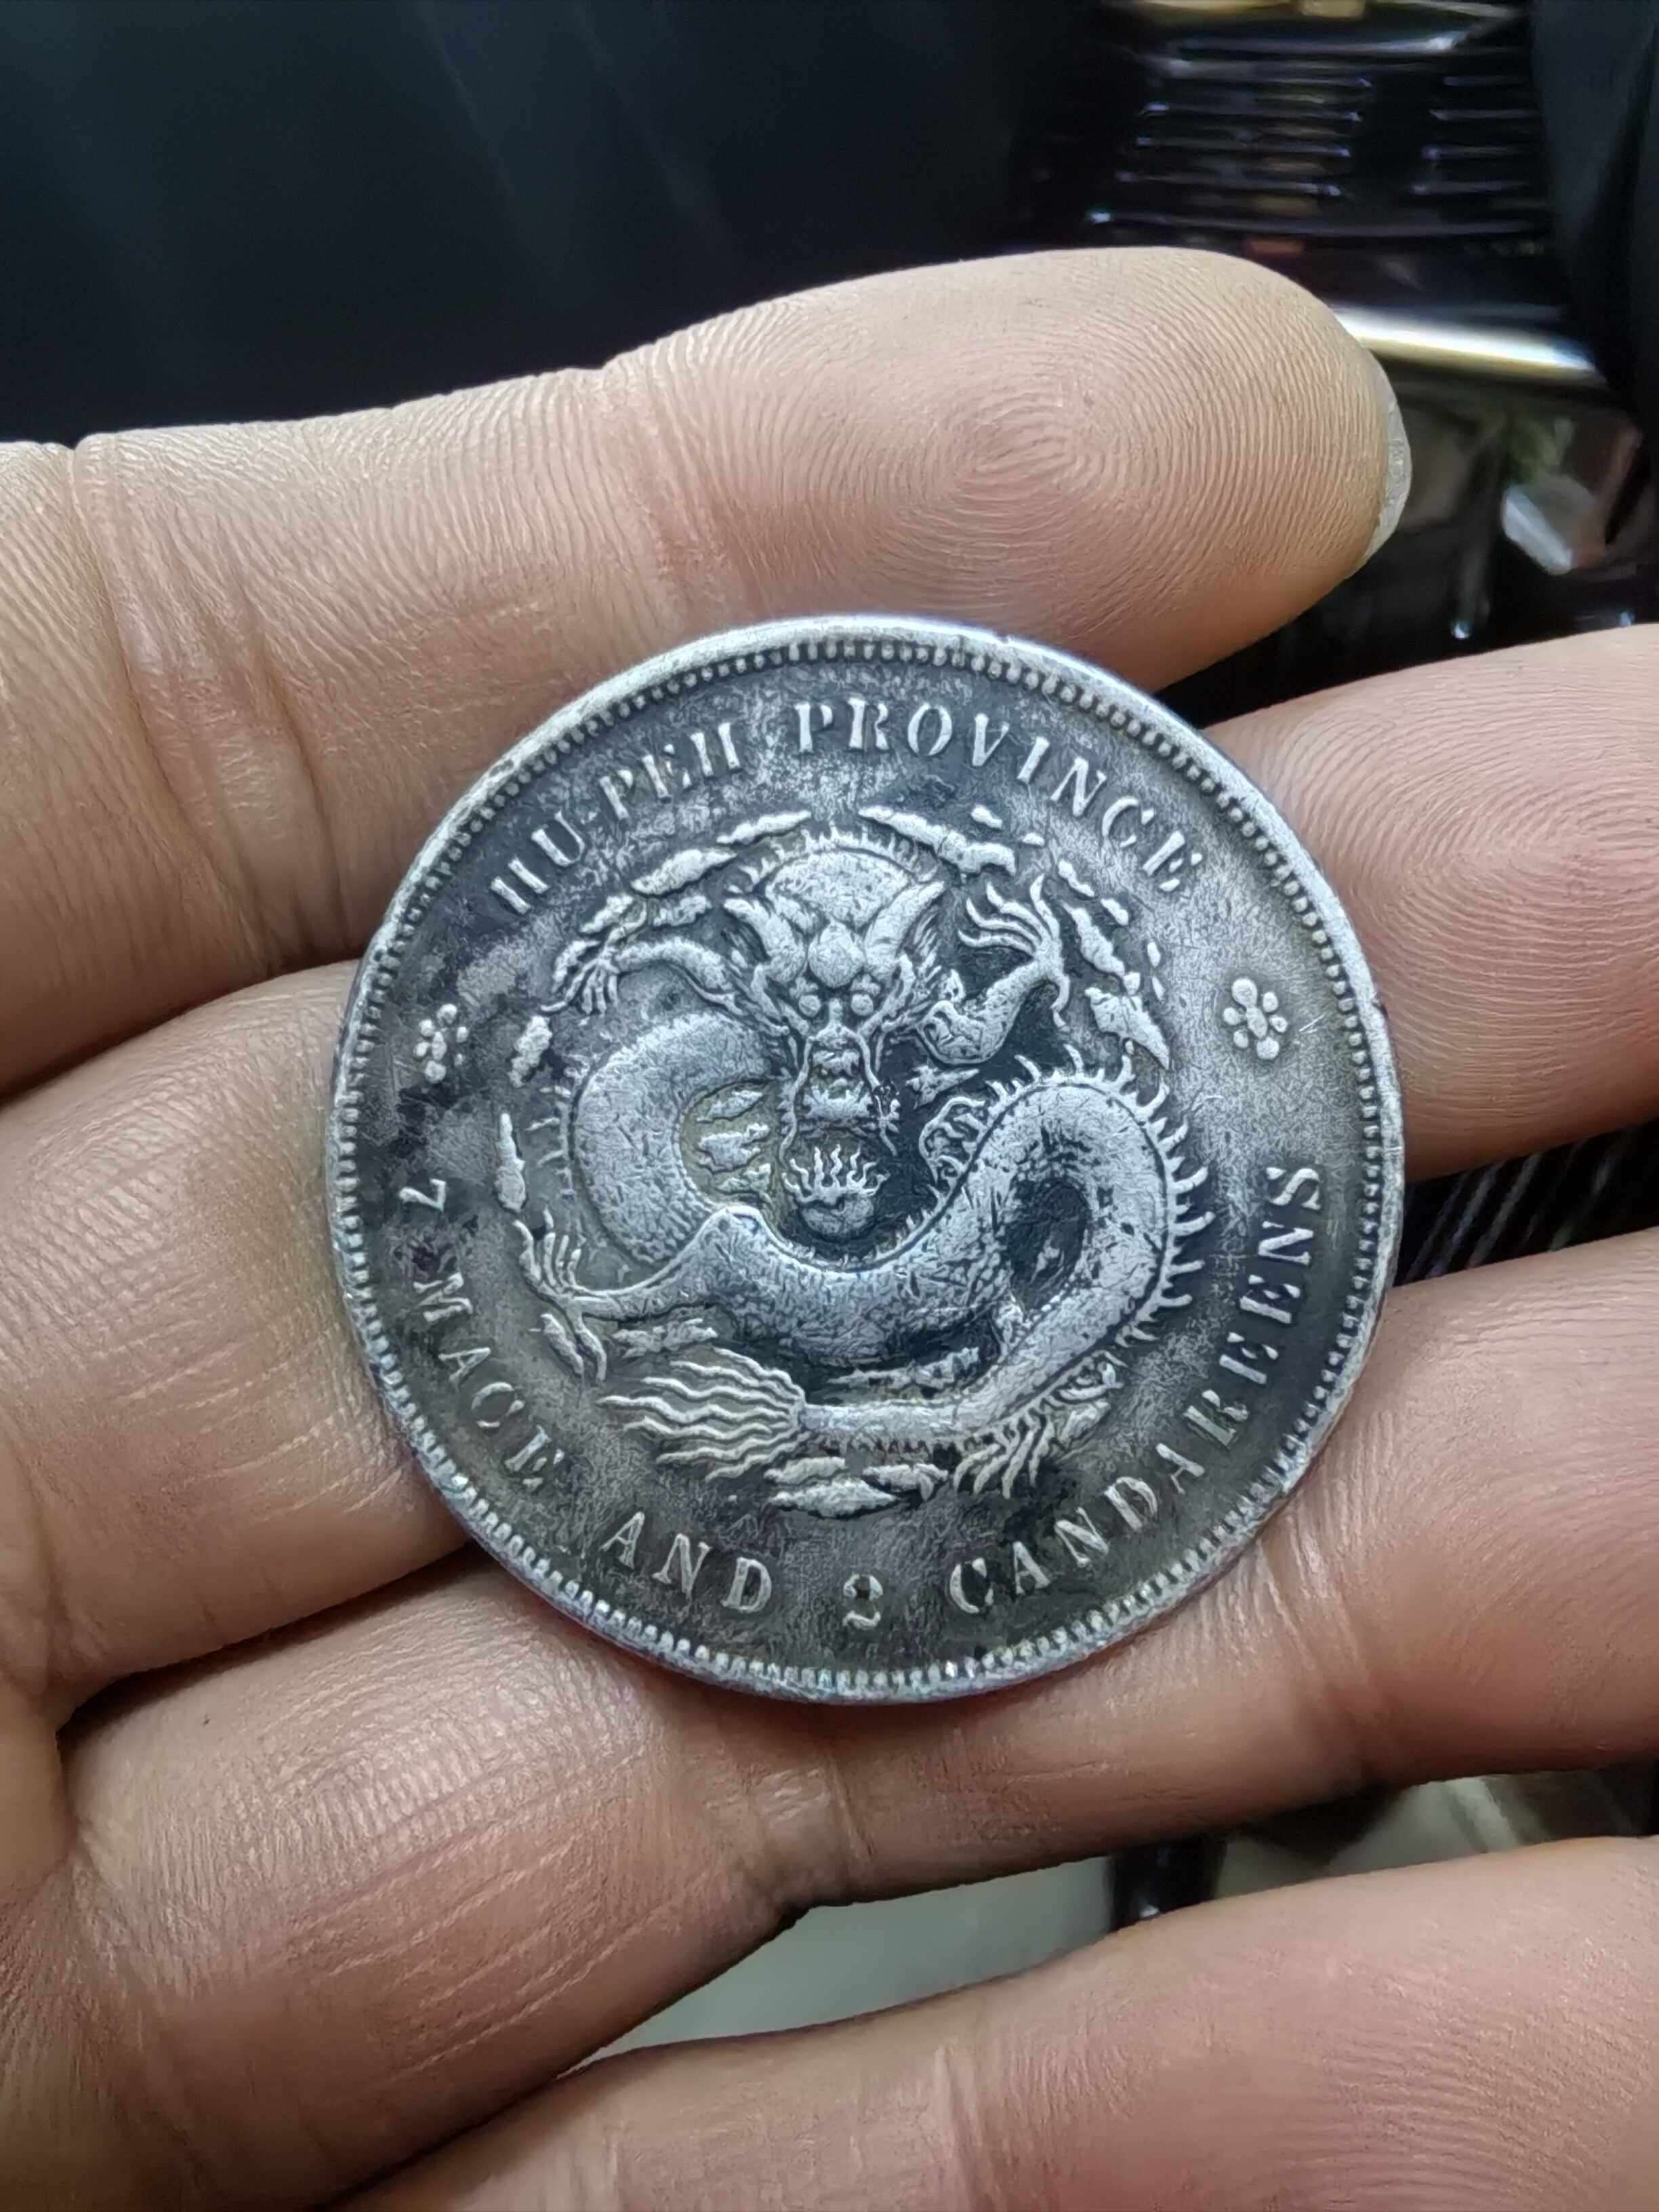 HU-PEH PROVINCE
7 MACE AND 2 CANDAREENS